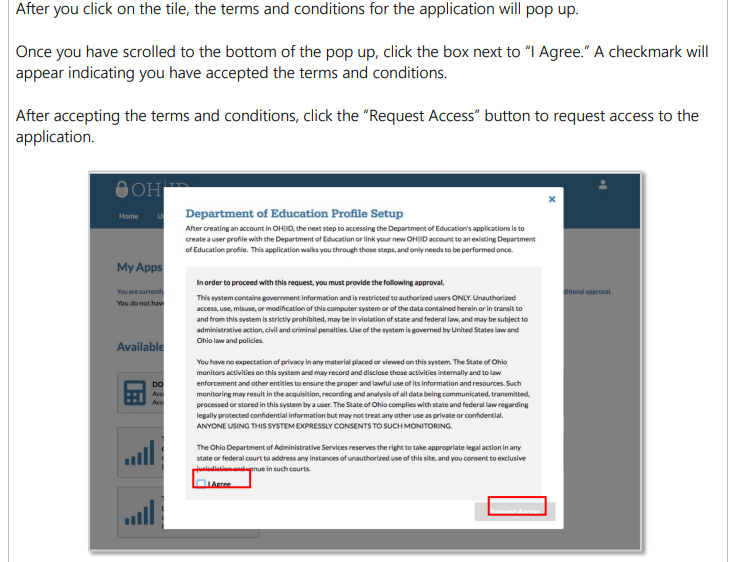 After you click on the tile, the terms and conditions for the application will pop up.
Once you have scrolled to the bottom of the pop up, click the box next to “I Agree.” A checkmark will
appear indicating you have accepted the terms and conditions.
After accepting the terms and conditions, click the “Request Access” button to request access to the
application.
OH|ID
Home U
Department of Education Profile Setup
×
After creating an account in OH|ID, the next step to accessing the Department of Education's applications is to
create a user profile with the Department of Education or link your new OH|ID account to an existing Department
of Education profile. This application walks you through those steps, and only needs to be performed once.
My Apps
You are currently
You do not hav
ditional approval.
In order to proceed with this request, you must provide the following approval.
This system contains government information and is restricted to authorized users ONLY. Unauthorized
access, use, misuse, or modification of this computer system or of the data contained herein or in transit to
and from this system is strictly prohibited, may be in violation of state and federal law, and may be subject to
administrative action, civil and criminal penalties. Use of the system is governed by United States law and
Ohio law and policies.
Available
You have no expectation of privacy in any material placed or viewed on this system. The State of Ohio
monitors activities on this system and may record and disclose those activities internally and to law
enforcement and other entities to ensure the proper and lawful use of its information and resources. Such
monitoring may result in the acquisition, recording and analysis of all data being communicated, transmitted,
processed or stored in this system by a user. The State of Ohio complies with state and federal law regarding
legally protected confidential information but may not treat any other use as private or confidential.
ANYONE USING THIS SYSTEM EXPRESSLY CONSENTS TO SUCH MONITORING.
DO
Acc
Acc
The Ohio Department of Administrative Services reserves the right to take appropriate legal action in any
state or federal court to address any instances of unauthorized use of this site, and you consent to exclusive
jurisdiction and venue in such courts.
I Agree
Request Access